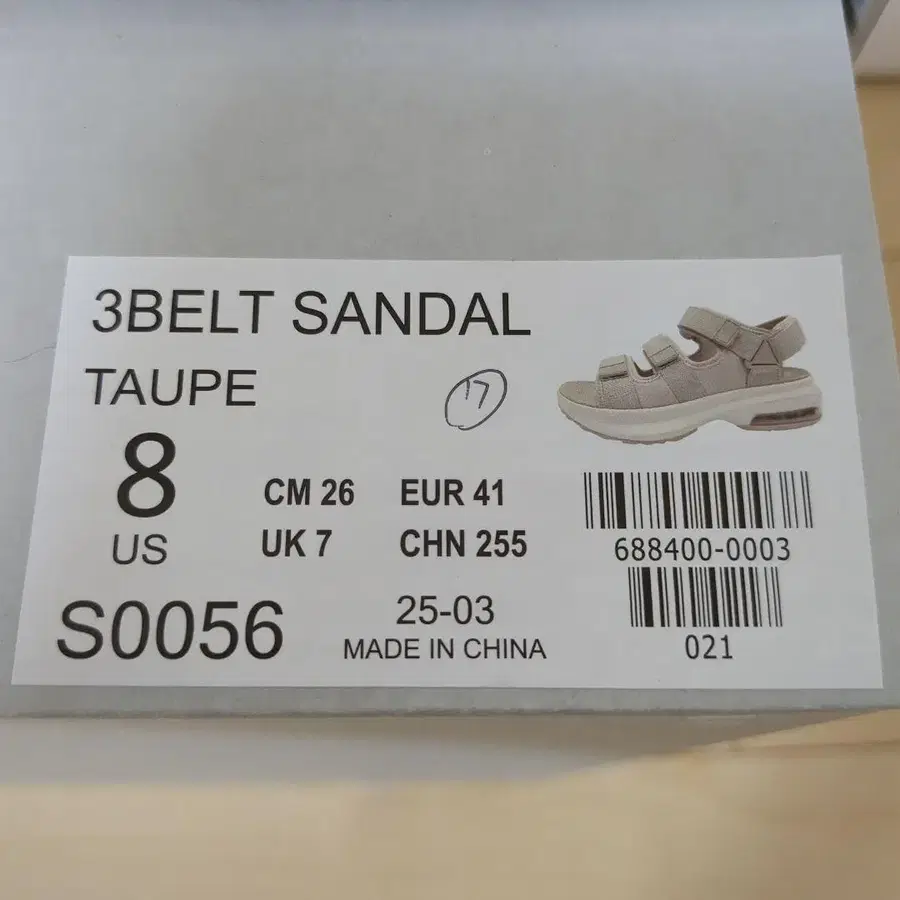 3BELT SANDAL
TAUPE
17
8
US
CM 26 EUR 41
UK 7 CHN 255
688400-0003
S0056
25-03
MADE IN CHINA
021